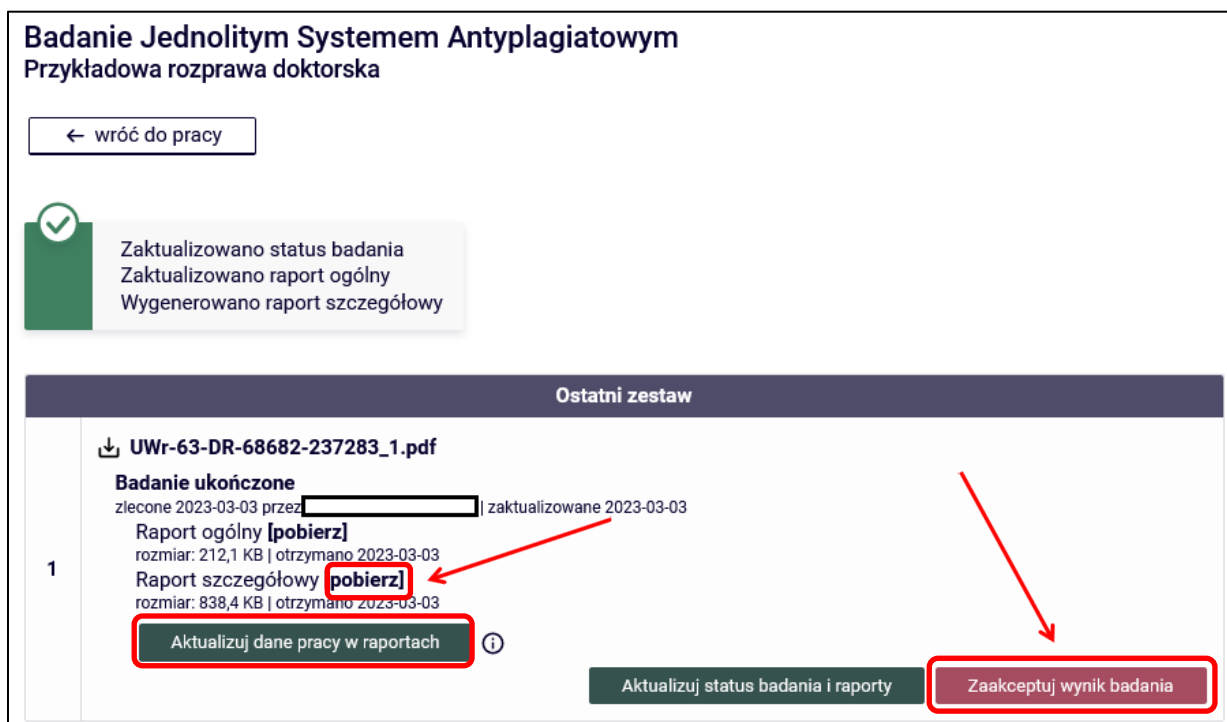 Badanie Jednolitym Systemem Antyplagiatowym
Przykładowa rozprawa doktorska
← wróć do pracy
Zaktualizowano status badania
Zaktualizowano raport ogólny
Wygenerowano raport szczegółowy
Ostatni zestaw
UWr-63-DR-68682-237283_1.pdf
Badanie ukończone
zlecone 2023-03-03 przez | zaktualizowane 2023-03-03
Raport ogólny [pobierz]
rozmiar: 212,1 KB | otrzymano 2023-03-03
1
Raport szczegółowy [pobierz]
rozmiar: 838,4 KB | otrzymano 2023-03-03
Aktualizuj dane pracy w raportach
Aktualizuj status badania i raporty
Zaakceptuj wynik badania